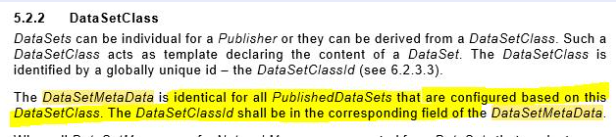 5.2.2 DataSetClass
DataSets can be individual for a Publisher or they can be derived from a DataSetClass. Such a
DataSetClass acts as template declaring the content of a DataSet. The DataSetClass is
identified by a globally unique id – the DataSetClassId (see 6.2.3.3).
The DataSetMetaData is identical for all PublishedDataSets that are configured based on this
DataSetClass. The DataSetClassId shall be in the corresponding field of the DataSetMetaData.